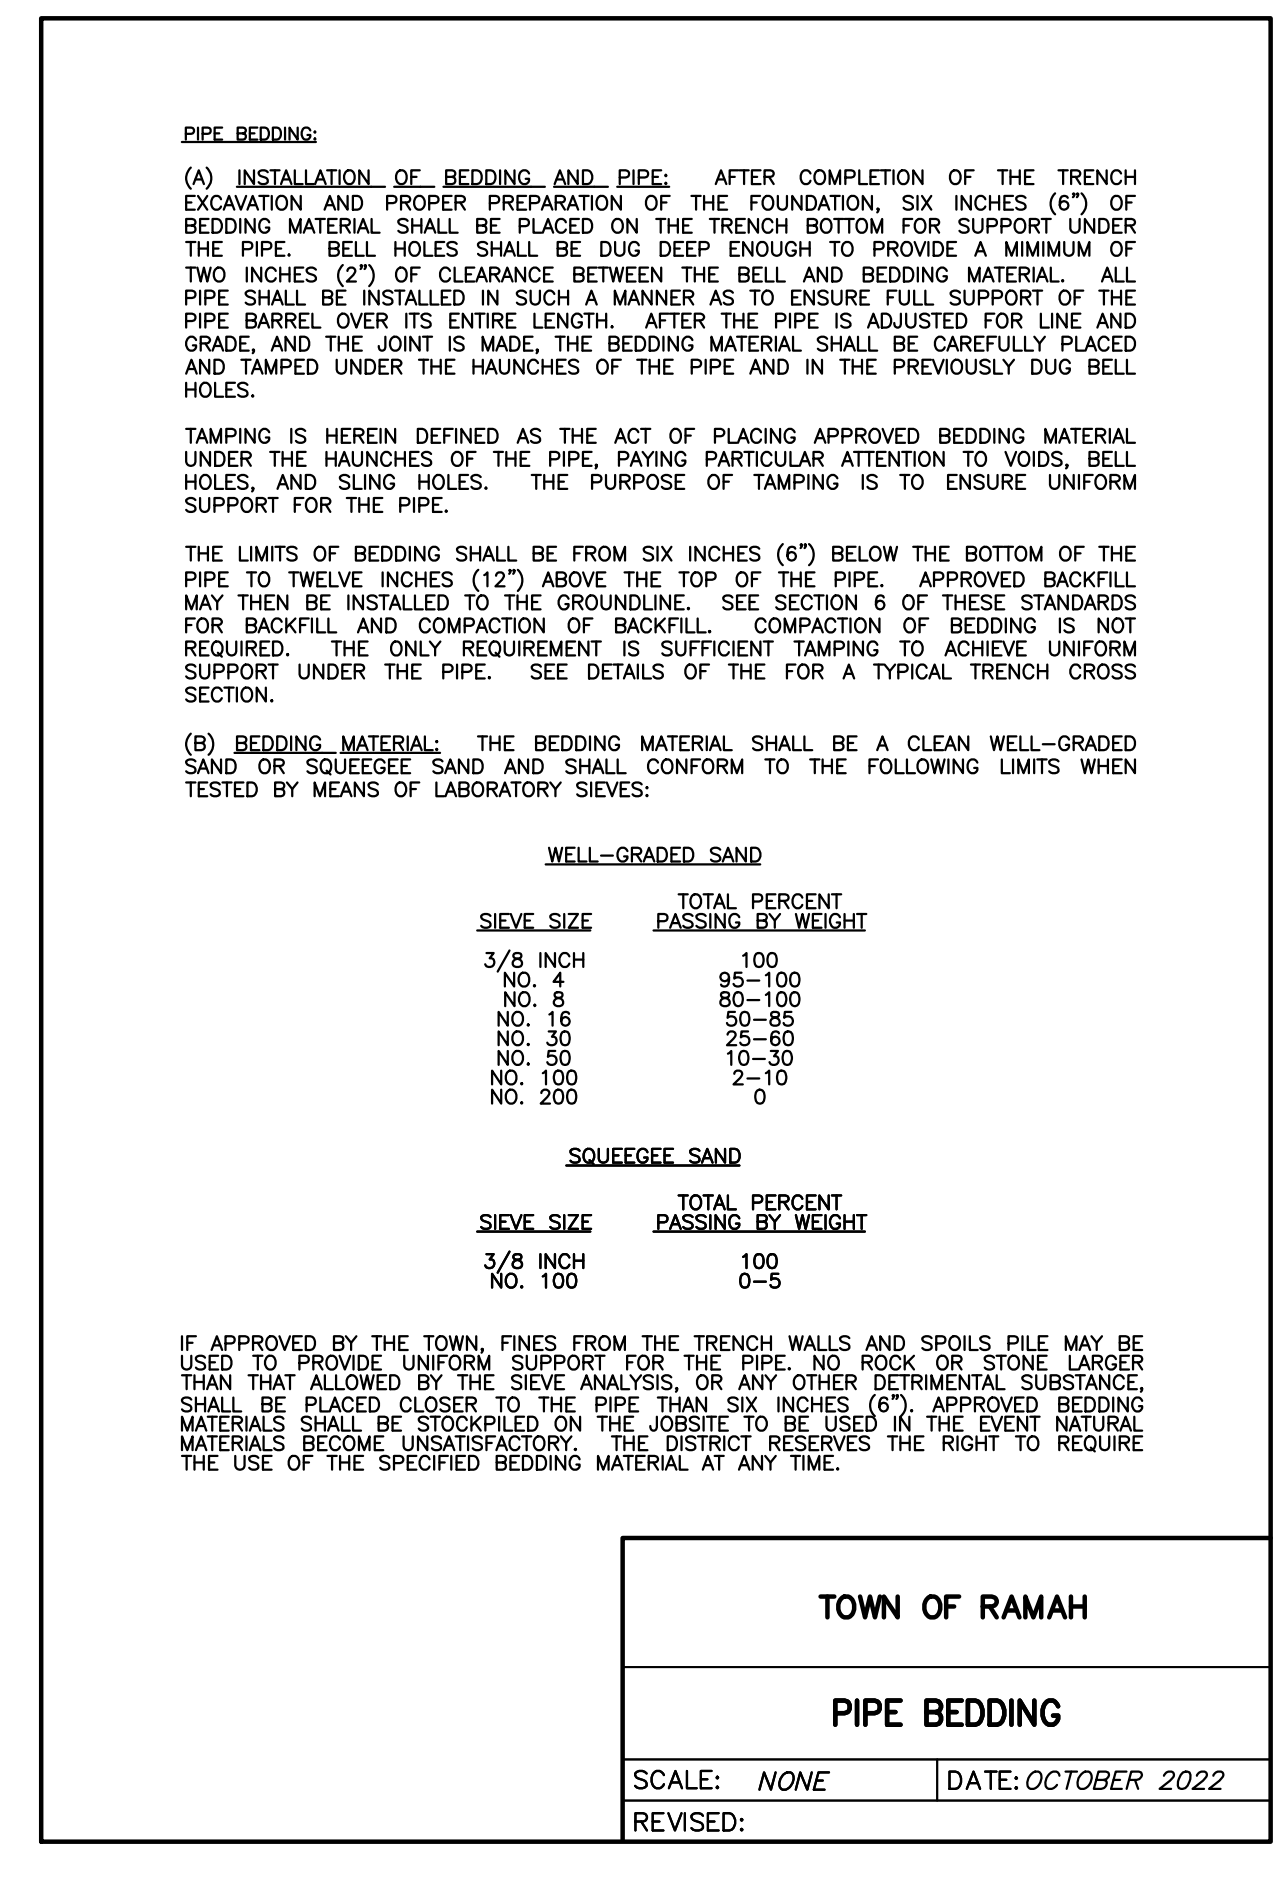 PIPE BEDDING:
(A) INSTALLATION OF BEDDING AND PIPE: AFTER COMPLETION OF THE TRENCH
EXCAVATION AND PROPER PREPARATION OF THE FOUNDATION, SIX INCHES (6") OF
BEDDING MATERIAL SHALL BE PLACED ON THE TRENCH BOTTOM FOR SUPPORT UNDER
THE PIPE. BELL HOLES SHALL BE DUG DEEP ENOUGH TO PROVIDE A MIMIMUM OF
TWO INCHES (2") OF CLEARANCE BETWEEN THE BELL AND BEDDING MATERIAL. ALL
PIPE SHALL BE INSTALLED IN SUCH A MANNER AS TO ENSURE FULL SUPPORT OF THE
PIPE BARREL OVER ITS ENTIRE LENGTH. AFTER THE PIPE IS ADJUSTED FOR LINE AND
GRADE, AND THE JOINT IS MADE, THE BEDDING MATERIAL SHALL BE CAREFULLY PLACED
AND TAMPED UNDER THE HAUNCHES OF THE PIPE AND IN THE PREVIOUSLY DUG BELL
HOLES.
TAMPING IS HEREIN DEFINED AS THE ACT OF PLACING APPROVED BEDDING MATERIAL
UNDER THE HAUNCHES OF THE PIPE, PAYING PARTICULAR ATTENTION TO VOIDS, BELL
HOLES, AND SLING HOLES. THE PURPOSE OF TAMPING IS TO ENSURE UNIFORM
SUPPORT FOR THE PIPE.
THE LIMITS OF BEDDING SHALL BE FROM SIX INCHES (6") BELOW THE BOTTOM OF THE
PIPE TO TWELVE INCHES (12") ABOVE THE TOP OF THE PIPE. APPROVED BACKFILL
MAY THEN BE INSTALLED TO THE GROUNDLINE. SEE SECTION 6 OF THESE STANDARDS
FOR BACKFILL AND COMPACTION OF BACKFILL. COMPACTION OF BEDDING IS NOT
REQUIRED. THE ONLY REQUIREMENT IS SUFFICIENT TAMPING TO ACHIEVE UNIFORM
SUPPORT UNDER THE PIPE. SEE DETAILS OF THE FOR A TYPICAL TRENCH CROSS
SECTION.
(B) BEDDING MATERIAL: THE BEDDING MATERIAL SHALL BE A CLEAN WELL–GRADED
SAND OR SQUEEGEE SAND AND SHALL CONFORM TO THE FOLLOWING LIMITS WHEN
TESTED BY MEANS OF LABORATORY SIEVES:
WELL–GRADED SAND
TOTAL PERCENT
SIEVE SIZE PASSING BY WEIGHT
3/8 INCH 100
NO. 4 95–100
NO. 8 80–100
NO. 16 50–85
NO. 30 25–60
NO. 50 10–30
NO. 100 2–10
NO. 200 0
SQUEEGEE SAND
TOTAL PERCENT
SIEVE SIZE PASSING BY WEIGHT
3/8 INCH 100
NO. 100 0–5
IF APPROVED BY THE TOWN, FINES FROM THE TRENCH WALLS AND SPOILS PILE MAY BE
USED TO PROVIDE UNIFORM SUPPORT FOR THE PIPE. NO ROCK OR STONE LARGER
THAN THAT ALLOWED BY THE SIEVE ANALYSIS, OR ANY OTHER DETRIMENTAL SUBSTANCE,
SHALL BE PLACED CLOSER TO THE PIPE THAN SIX INCHES (6"). APPROVED BEDDING
MATERIALS SHALL BE STOCKPILED ON THE JOBSITE TO BE USED IN THE EVENT NATURAL
MATERIALS BECOME UNSATISFACTORY. THE DISTRICT RESERVES THE RIGHT TO REQUIRE
THE USE OF THE SPECIFIED BEDDING MATERIAL AT ANY TIME.
TOWN OF RAMAH
PIPE BEDDING
SCALE: NONE DATE: OCTOBER 2022
REVISED: